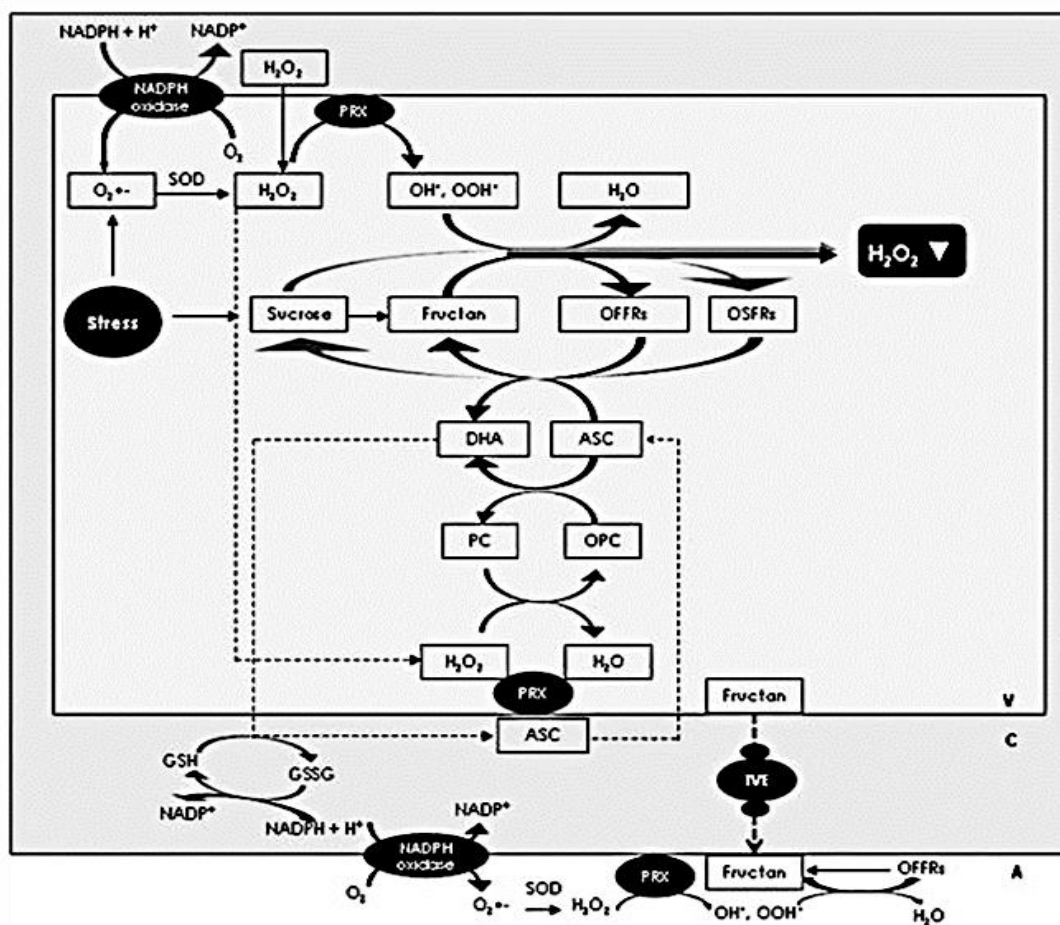 NADPH + H⁺
NADP⁺
H₂O₂
NADPH
oxidase
PRX
O₂
O₂•-
SOD
H₂O₂
OH•, OOH•
H₂O
H₂O₂ ▼
Stress
Sucrose
Fructan
OFFRs
OSFRs
DHA
ASC
PC
OPC
H₂O₂
H₂O
PRX
Fructan
V
ASC
C
GSH
GSSG
TVE
NADP⁺
NADPH + H⁺
NADP⁺
NADPH
oxidase
PRX
Fructan
OFFRs
A
O₂
O₂•-
SOD
H₂O₂
OH•, OOH•
H₂O